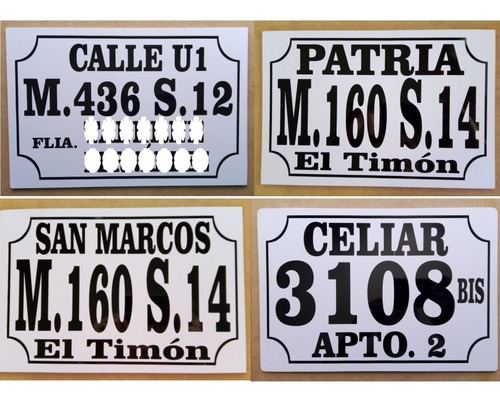 CALLE U1
M.436 S.12
FLIA.
PATRIA
M.160 S.14
El Timón
SAN MARCOS
M.160 S.14
El Timón
CELIAR
3108 BIS
APTO. 2